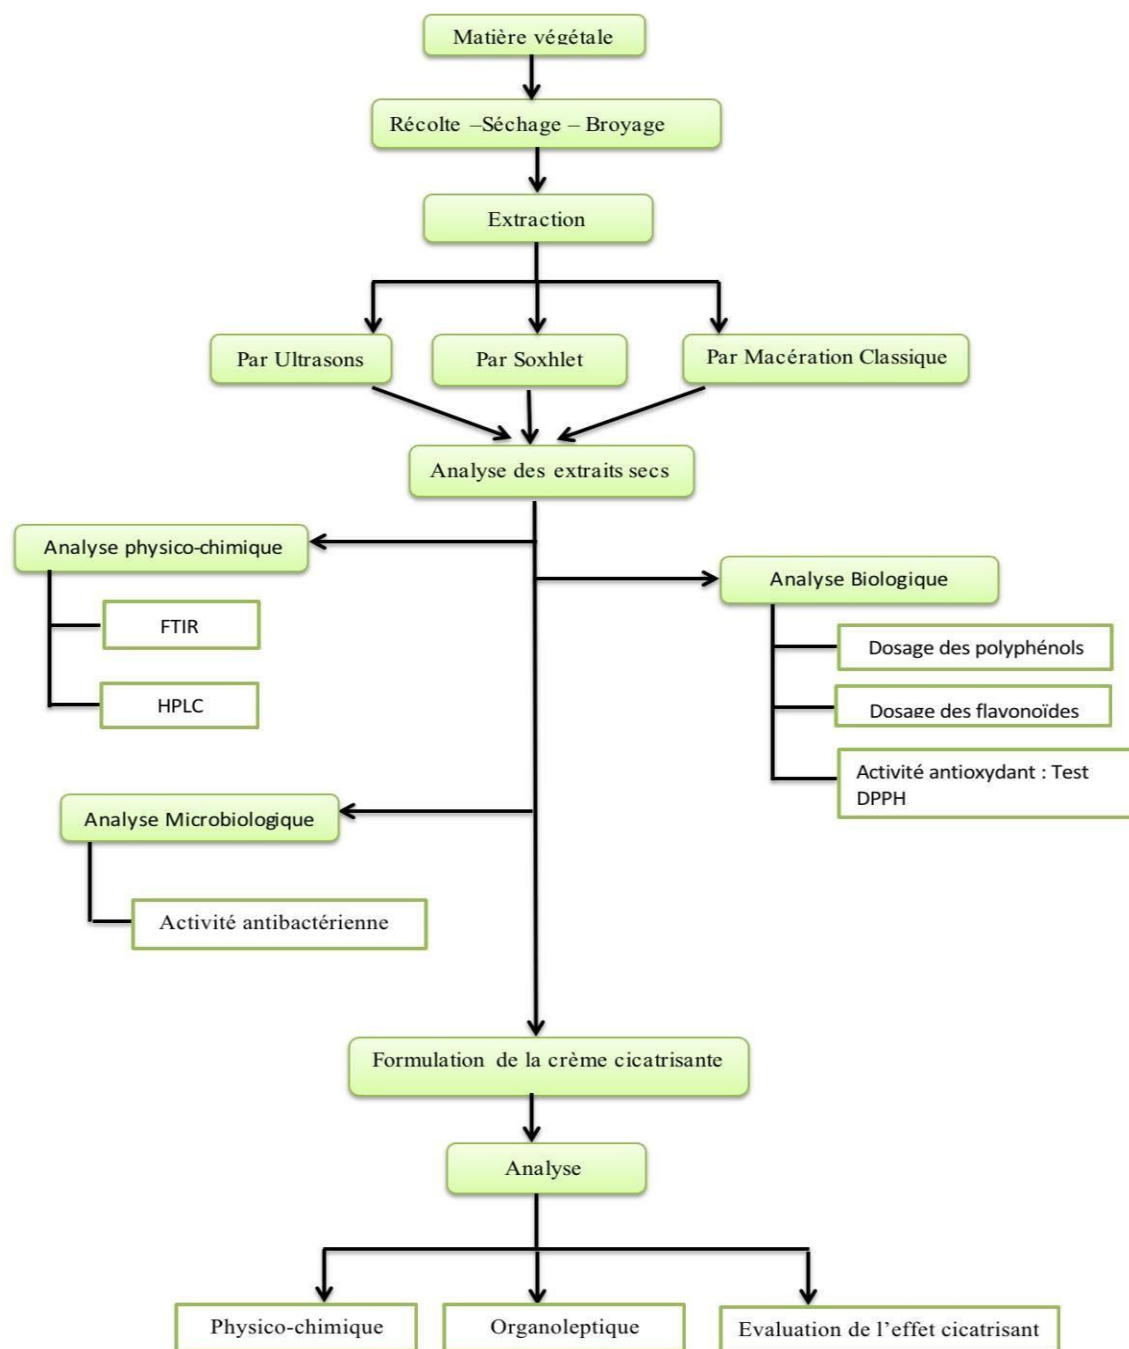 Matière végétale
Récolte –Séchage – Broyage
Extraction
Par Ultrasons
Par Soxhlet
Par Macération Classique
Analyse des extraits secs
Analyse physico-chimique
FTIR
HPLC
Analyse Biologique
Dosage des polyphénols
Dosage des flavonoïdes
Activité antioxydant : Test
DPPH
Analyse Microbiologique
Activité antibactérienne
Formulation de la crème cicatrisante
Analyse
Physico-chimique
Organoleptique
Evaluation de l’effet cicatrisant